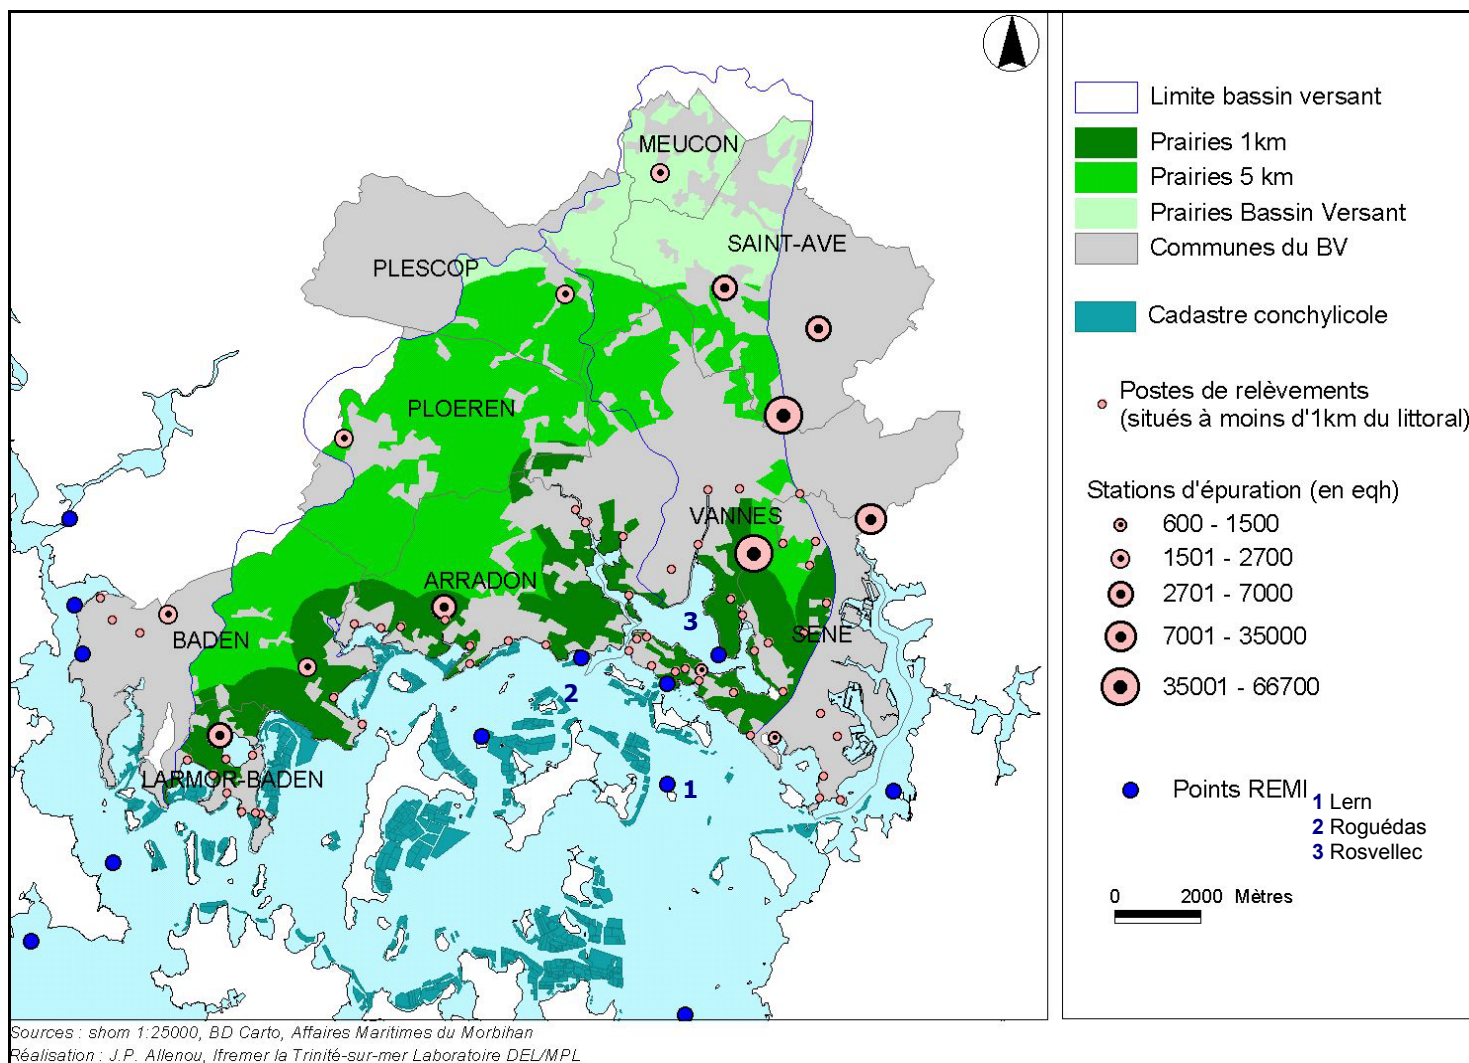 MEUCON
SAINT-AVE
PLESCOP
PLOEREN
VANNES
ARRADON
3
SENE
BADEN
2
LARMOR-BADEN
1
Limite bassin versant
Prairies 1km
Prairies 5 km
Prairies Bassin Versant
Communes du BV
Cadastre conchylicole
Postes de relèvements
(situés à moins d'1km du littoral)
Stations d'épuration (en eqh)
600 - 1500
1501 - 2700
2701 - 7000
7001 - 35000
35001 - 66700
Points REMI
1 Lern
2 Roguédas
3 Rosvellec
0 2000 Mètres
Sources : shom 1:25000, BD Carto, Affaires Maritimes du Morbihan
Réalisation : J.P. Allenou, Ifremer la Trinité-sur-mer Laboratoire DEL/MPL